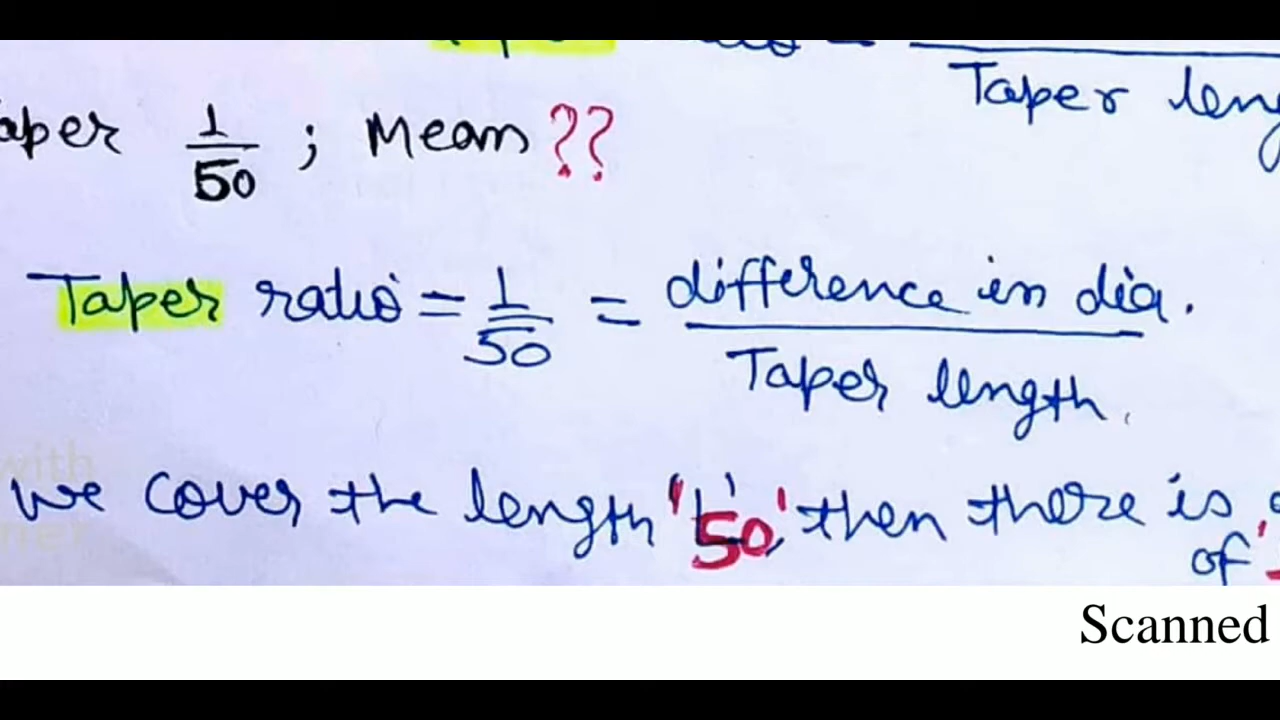 Taper leng
aper 1/50 ; Mean ??
Taper ratio = 1/50 = difference in dia.
Taper length.
we cover the length 'L' 50' then there is
of
Scanned